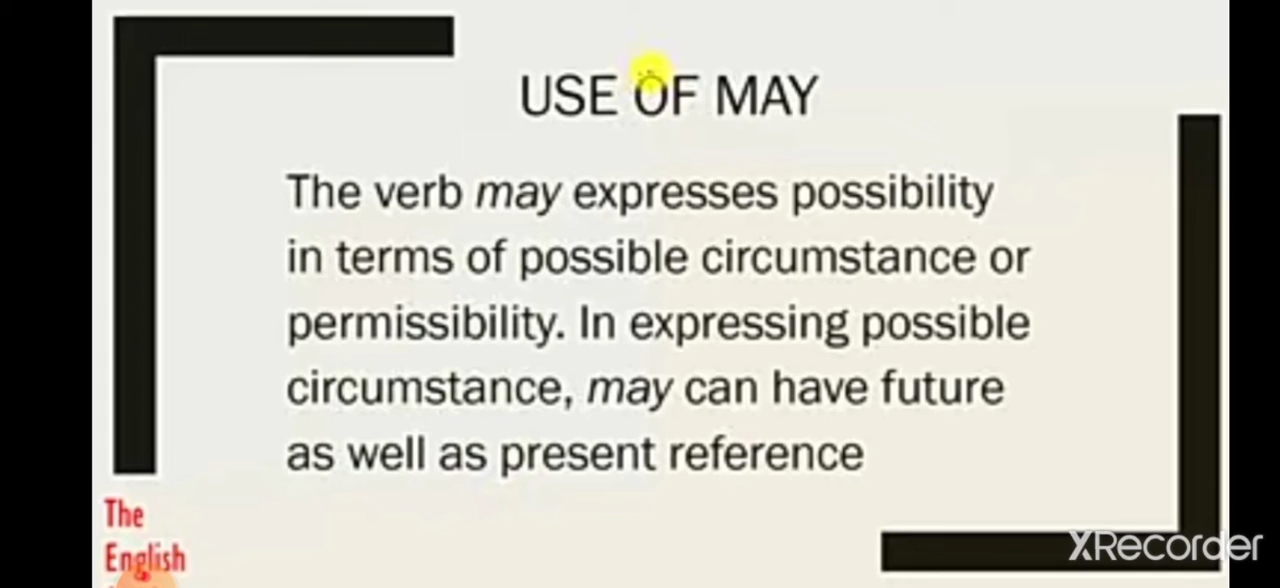 USE OF MAY
The verb may expresses possibility
in terms of possible circumstance or
permissibility. In expressing possible
circumstance, may can have future
as well as present reference
The
English
XRecorder